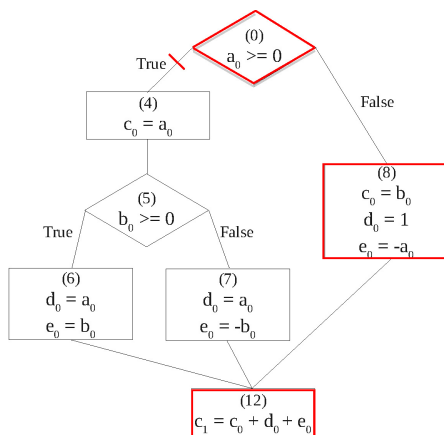 (0)
a₀ >= 0
True
(4)
c₀ = a₀
False
(5)
b₀ >= 0
(8)
c₀ = b₀
d₀ = 1
e₀ = -a₀
True
False
(6)
d₀ = a₀
e₀ = b₀
(7)
d₀ = a₀
e₀ = -b₀
(12)
c₁ = c₀ + d₀ + e₀